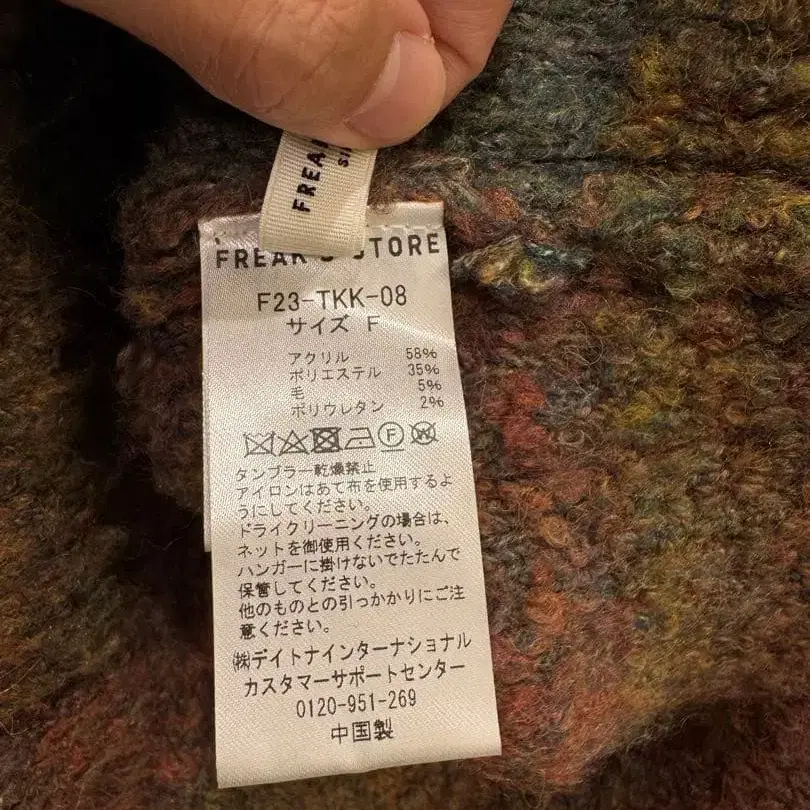 FREAK
FREAK'S STORE
F23-TKK-08
サイズ F
アクリル 58%
ポリエステル 35%
毛 5%
ポリウレタン 2%
タンブラー乾燥禁止
アイロンはあて布を使用するよ
うにしてください。
ドライクリーニングの場合は、
ネットを御使用ください。
ハンガーに掛けないでたたんで
保管してください。
他のものとの引っかかりにご注
意ください。
㈱デイトナインターナショナル
カスタマーサポートセンター
0120-951-269
中国製